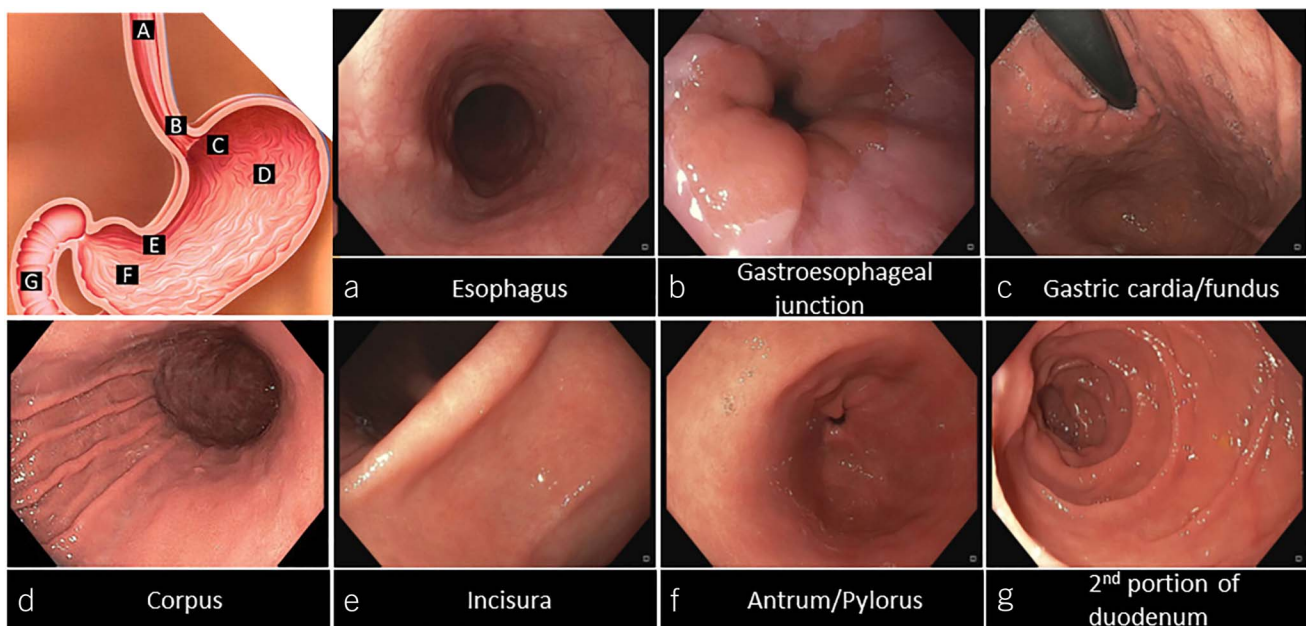 A
B
C
D
E
F
G
a Esophagus
b Gastroesophageal
junction
c Gastric cardia/fundus
d Corpus
e Incisura
f Antrum/Pylorus
g 2nd portion of
duodenum